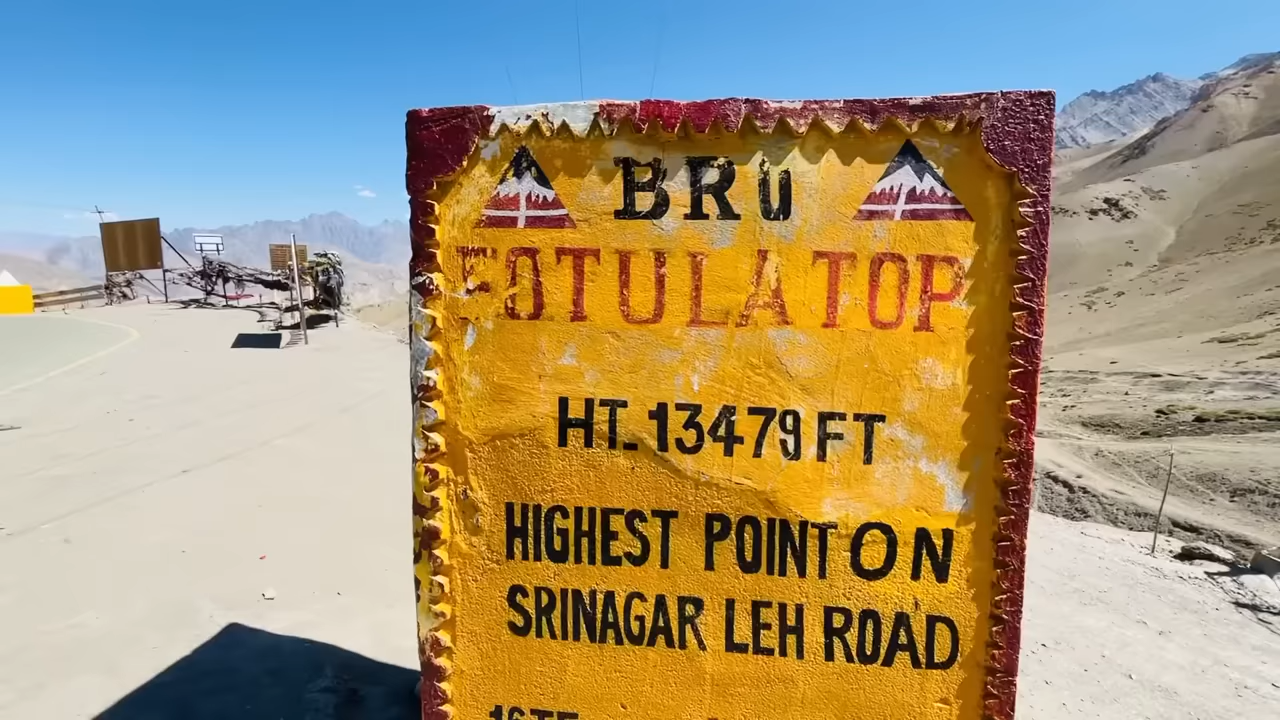 BRO
FOTULA TOP
HT. 13479 FT
HIGHEST POINT ON
SRINAGAR LEH ROAD